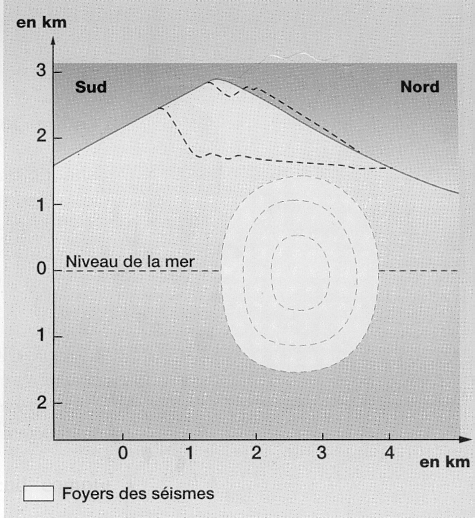 en km
3
Sud
Nord
2
1
Niveau de la mer
0
1
2
0 1 2 3 4
en km
Foyers des séismes